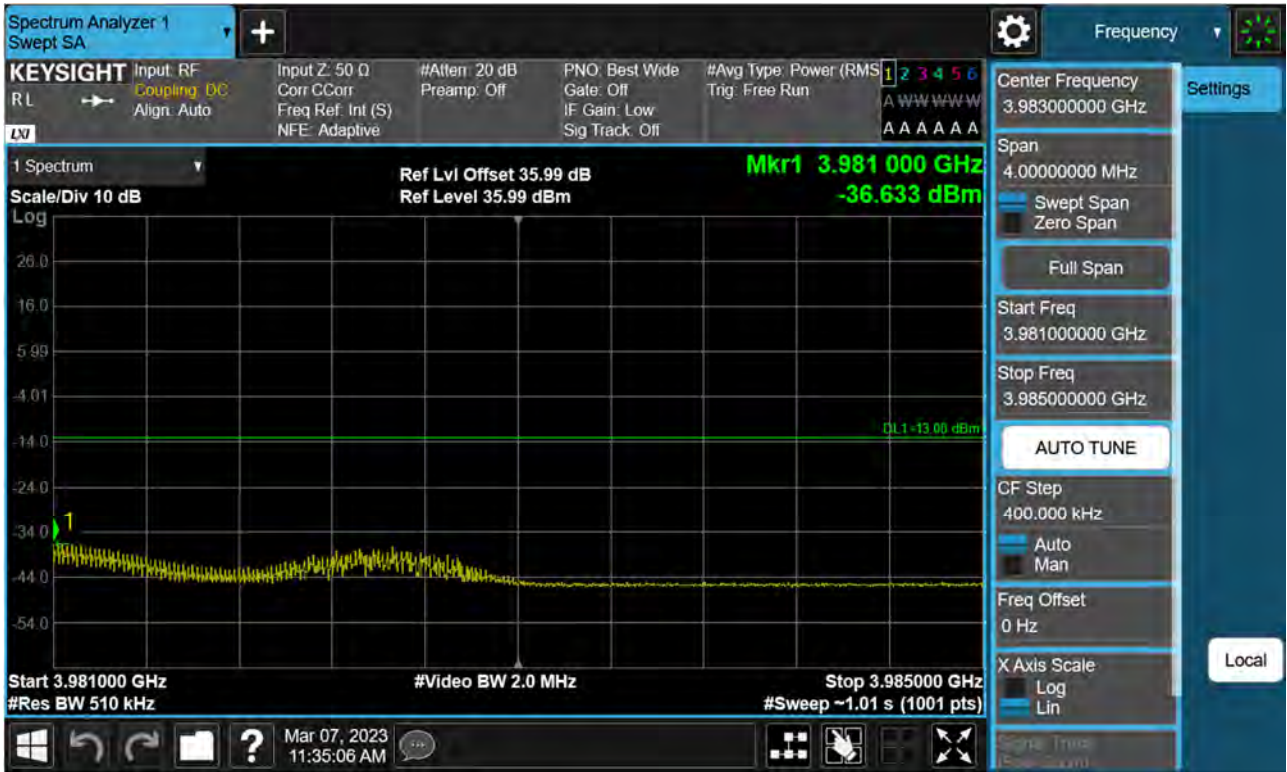 Spectrum Analyzer 1
Swept SA
+
Frequency
KEYSIGHT
RL
LXI
Input: RF
Coupling: DC
Align: Auto
Input Z: 50 Ω
Corr CCorr
Freq Ref: Int (S)
NFE: Adaptive
#Atten: 20 dB
Preamp: Off
PNO: Best Wide
Gate: Off
IF Gain: Low
Sig Track: Off
#Avg Type: Power (RMS
Trig: Free Run
1 2 3 4 5 6
A W W W W W
A A A A A A
1 Spectrum
Scale/Div 10 dB
Log
Ref Lvl Offset 35.99 dB
Ref Level 35.99 dBm
Mkr1 3.981 000 GHz
-36.633 dBm
26.0
16.0
5.99
-4.01
-14.0
-24.0
-34.0
-44.0
-54.0
DL1 -13.00 dBm
1
Start 3.981000 GHz
#Res BW 510 kHz
#Video BW 2.0 MHz
Stop 3.985000 GHz
#Sweep ~1.01 s (1001 pts)
Center Frequency
3.983000000 GHz
Settings
Span
4.00000000 MHz
Swept Span
Zero Span
Full Span
Start Freq
3.981000000 GHz
Stop Freq
3.985000000 GHz
AUTO TUNE
CF Step
400.000 kHz
Auto
Man
Freq Offset
0 Hz
X Axis Scale
Log
Lin
Local
?
Mar 07, 2023
11:35:06 AM